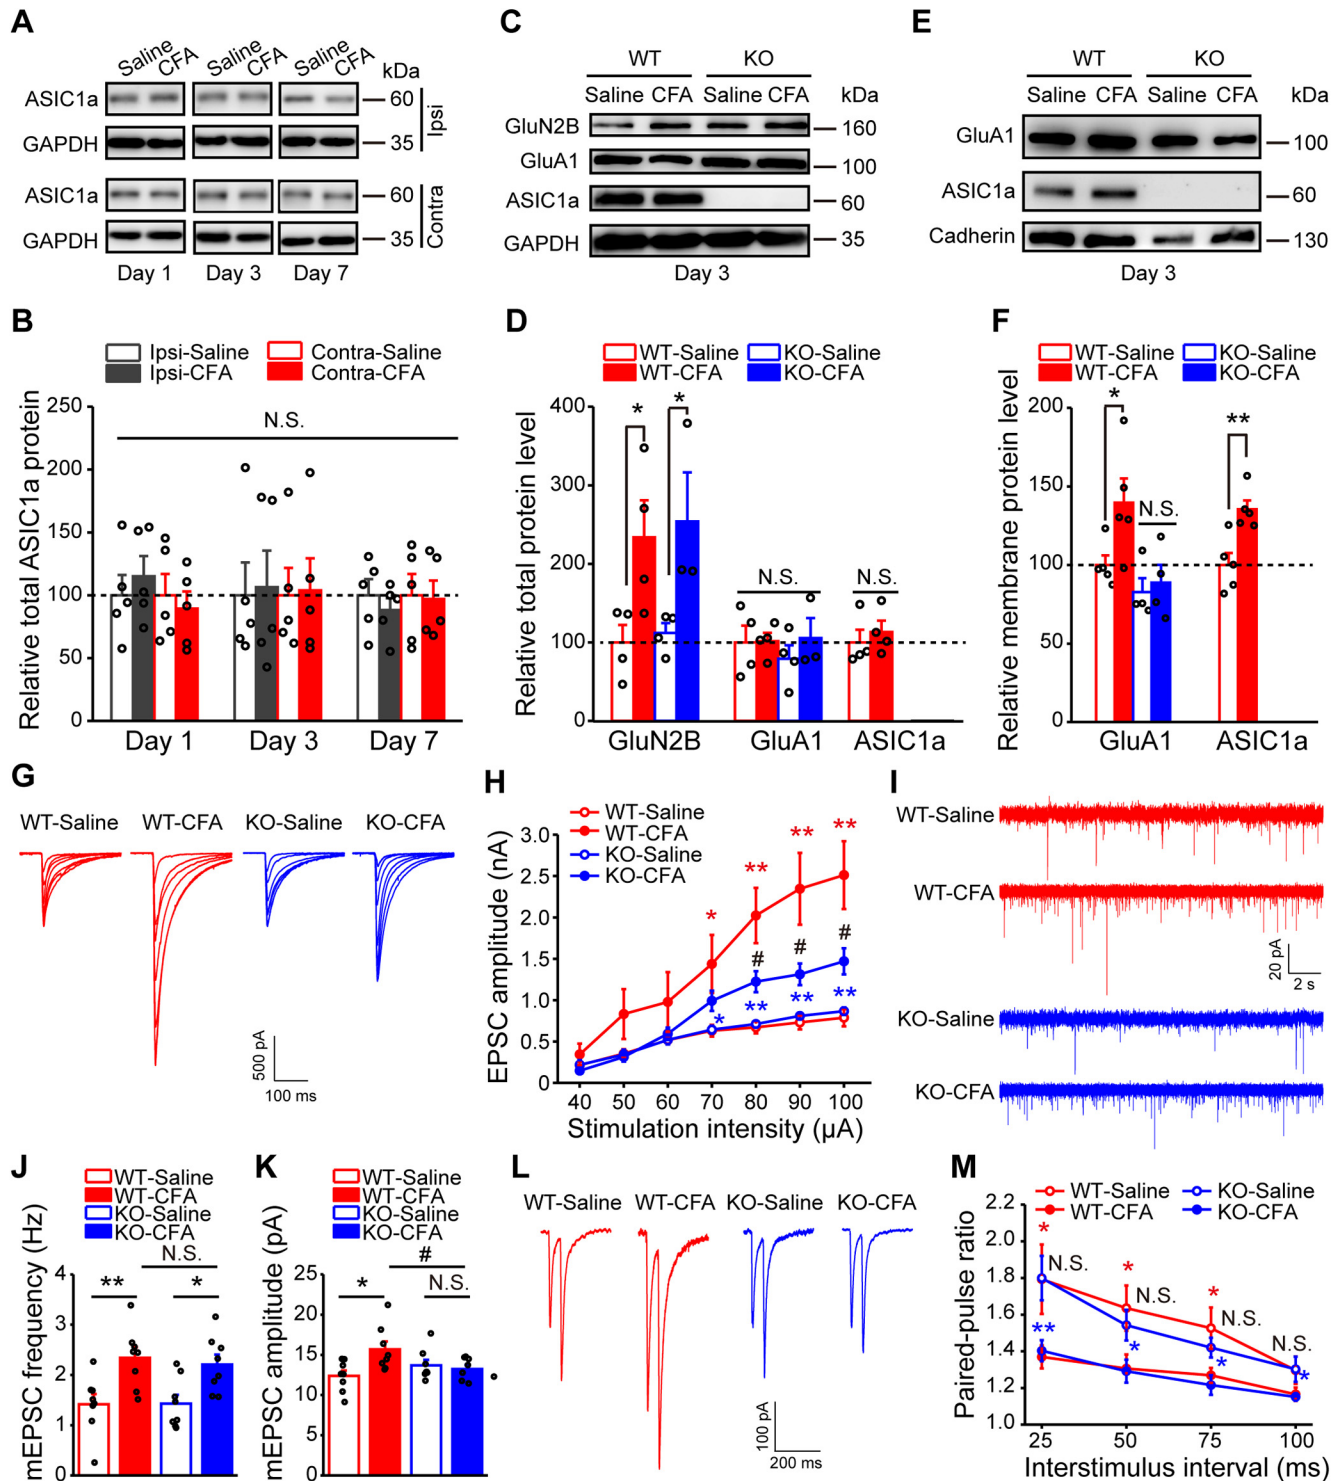 A
Saline CFA Saline CFA Saline CFA kDa
ASIC1a 60
GAPDH 35
Ipsi
ASIC1a 60
GAPDH 35
Contra
Day 1 Day 3 Day 7
C
WT KO
Saline CFA Saline CFA kDa
GluN2B 160
GluA1 100
ASIC1a 60
GAPDH 35
Day 3
E
WT KO
Saline CFA Saline CFA kDa
GluA1 100
ASIC1a 60
Cadherin 130
Day 3
B
Ipsi-Saline Contra-Saline
Ipsi-CFA Contra-CFA
Relative total ASIC1a protein
250
200
150
100
50
0
N.S.
Day 1 Day 3 Day 7
D
WT-Saline KO-Saline
WT-CFA KO-CFA
Relative total protein level
400
300
200
100
0
* *
N.S. N.S.
GluN2B GluA1 ASIC1a
F
WT-Saline KO-Saline
WT-CFA KO-CFA
Relative membrane protein level
200
150
100
50
0
* N.S. **
GluA1 ASIC1a
G
WT-Saline WT-CFA KO-Saline KO-CFA
500 pA
100 ms
H
WT-Saline
WT-CFA
KO-Saline
KO-CFA
EPSC amplitude (nA)
3.0
2.5
2.0
1.5
1.0
0.5
0
* ** ** **
# # #
* ** ** **
40 50 60 70 80 90 100
Stimulation intensity (µA)
I
WT-Saline
WT-CFA
20 pA
2 s
KO-Saline
KO-CFA
J
WT-Saline
WT-CFA
KO-Saline
KO-CFA
mEPSC frequency (Hz)
N.S.
** *
4
3
2
1
0
K
WT-Saline
WT-CFA
KO-Saline
KO-CFA
mEPSC amplitude (pA)
#
* N.S.
25
20
15
10
5
0
L
WT-Saline WT-CFA KO-Saline KO-CFA
100 pA
200 ms
M
WT-Saline KO-Saline
WT-CFA KO-CFA
Paired-pulse ratio
2.2
2.0
1.8
1.6
1.4
1.2
1.0
* * *
N.S. N.S. N.S. N.S.
** * * *
25 50 75 100
Interstimulus interval (ms)